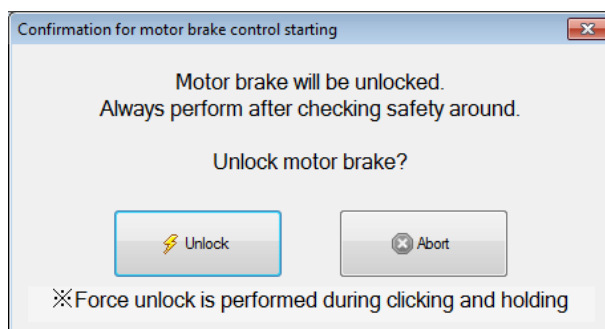 Confirmation for motor brake control starting
Motor brake will be unlocked.
Always perform after checking safety around.
Unlock motor brake?
Unlock
Abort
※Force unlock is performed during clicking and holding